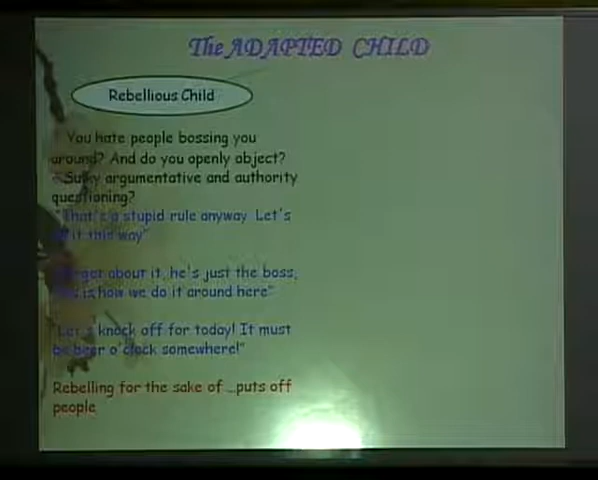 The ADAPTED CHILD
Rebellious Child
You hate people bossing you
around? And do you openly object?
Sulky argumentative and authority
questioning?
"That's a stupid rule anyway. Let's
it this way"
about it, he's just the boss,
is how we do it around here"
"Let's knock off for today! It must
be beer o'clock somewhere!"
Rebelling for the sake of ...puts off
people